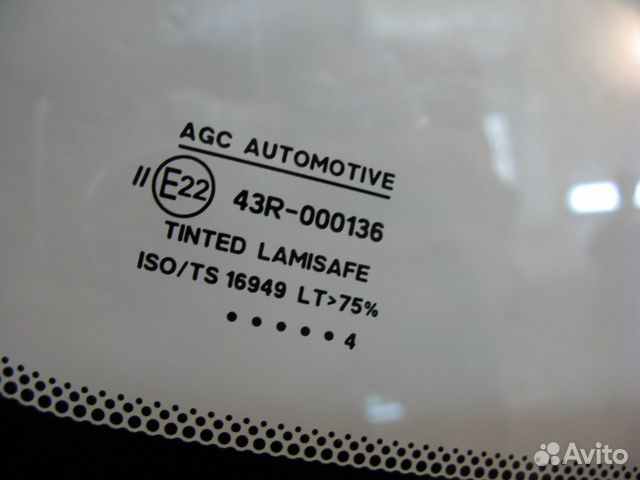 AGC AUTOMOTIVE
II E22 43R-000136
TINTED LAMISAFE
ISO/TS 16949 LT>75%
• • • • • 4
Avito